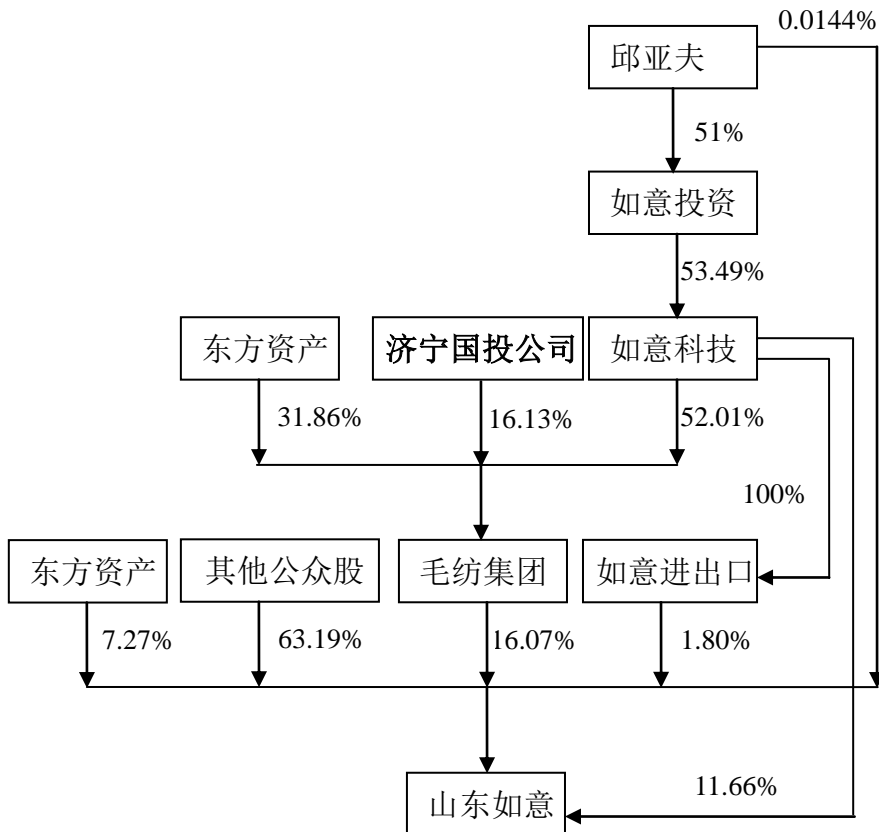 0.0144%
邱亚夫
51%
如意投资
53.49%
东方资产
济宁国投公司
如意科技
31.86%
16.13%
52.01%
100%
东方资产
其他公众股
毛纺集团
如意进出口
7.27%
63.19%
16.07%
1.80%
11.66%
山东如意